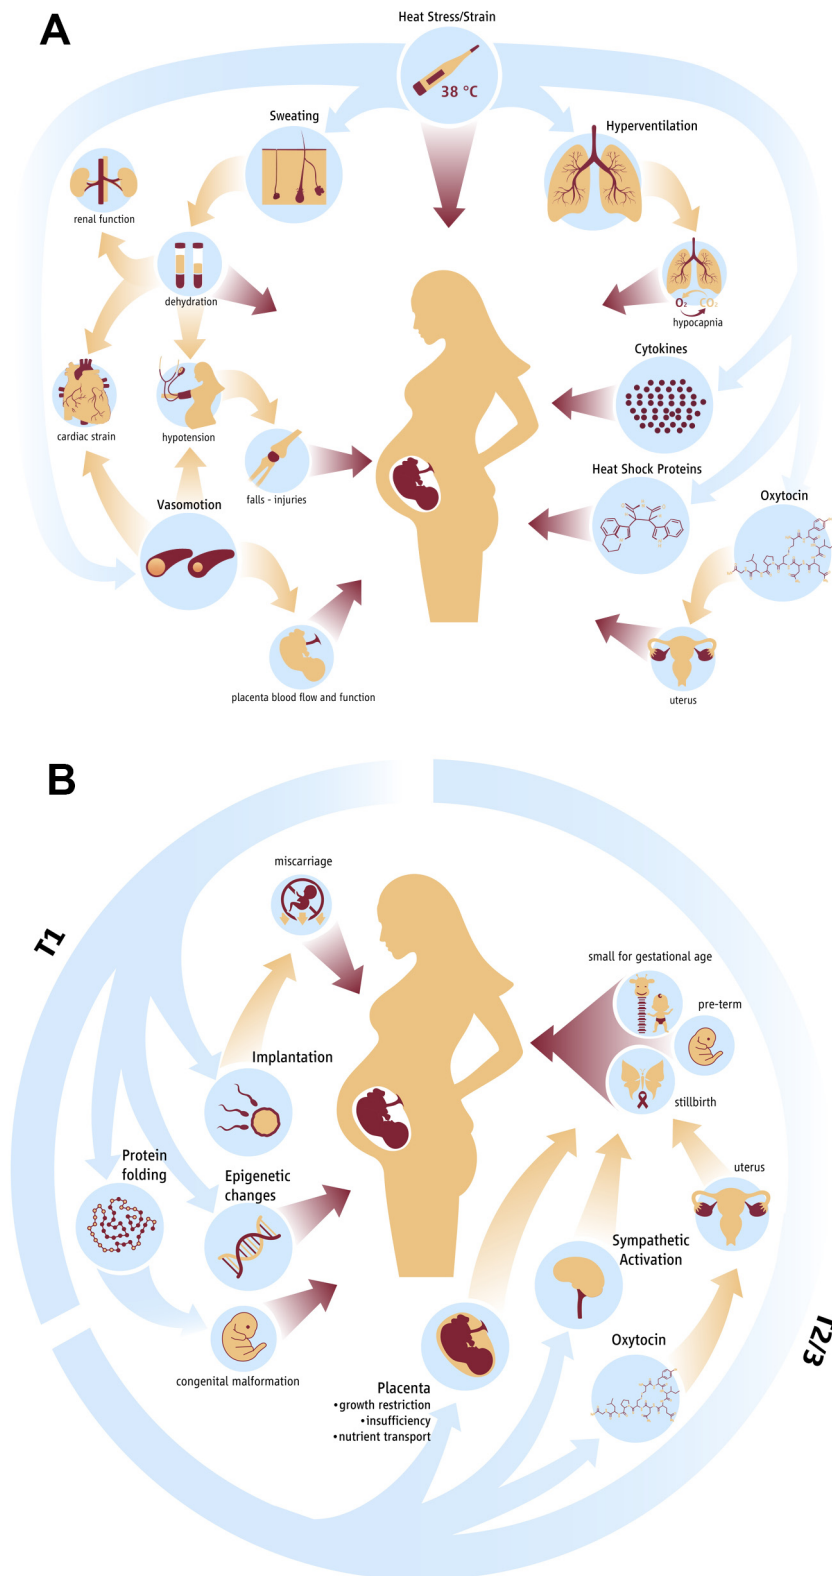 A
Heat Stress/Strain
38 °C
Sweating
Hyperventilation
renal function
dehydration
O₂
CO₂
hypocapnia
Cytokines
cardiac strain
hypotension
falls - injuries
Heat Shock Proteins
Vasomotion
Oxytocin
placenta blood flow and function
uterus
B
T1
miscarriage
small for gestational age
pre-term
stillbirth
Implantation
Protein
folding
Epigenetic
changes
uterus
Sympathetic
Activation
T2/3
Oxytocin
congenital malformation
Placenta
•growth restriction
•insufficiency
•nutrient transport